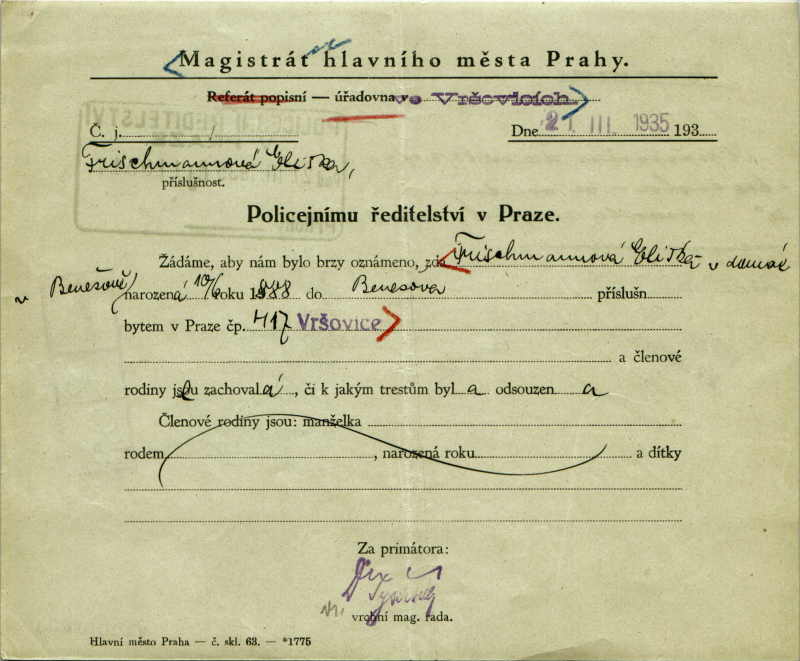 Magistrát hlavního města Prahy.
Referát popisní — úřadovna ve Vršovicích
Č. j. /
Dne 21 III. 1935 193
Frischmannová Eliška,
příslušnost.
Policejnímu ředitelství v Praze.
Žádáme, aby nám bylo brzy oznámeno, zda Frischmannová Eliška v domác
v Benešově narozená 10/6 roku 1888 do Benešova příslušn
bytem v Praze čp. 417 Vršovice
a členové
rodiny jsou zachovalá, či k jakým trestům byla odsouzena
Členové rodiny jsou: manželka
rodem , narozená roku a dítky
Za primátora:
vrchní mag. rada.
Hlavní město Praha — č. skl. 63. — *1775